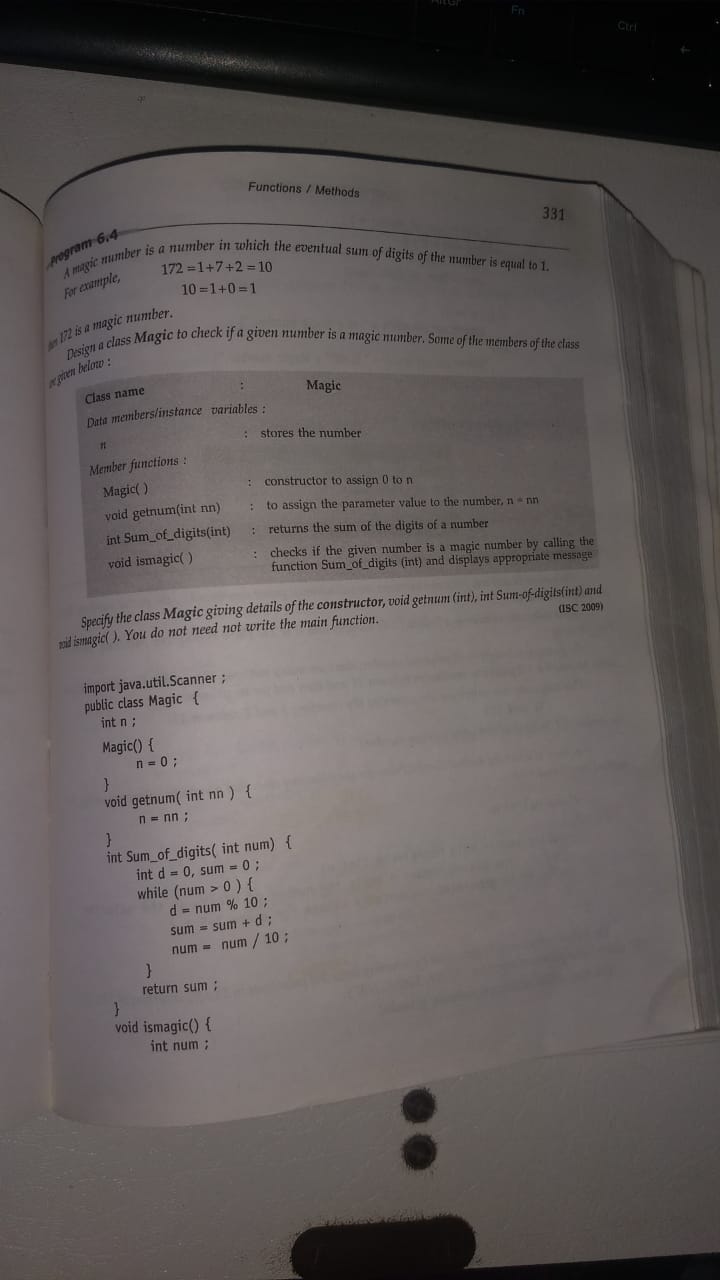 AltGr
Fn
Ctrl
←
Functions / Methods
331
Program 6.4
A magic number is a number in which the eventual sum of digits of the number is equal to 1.
For example,
172 =1+7+2 =10
10 =1+0 =1
172 is a magic number.
Design a class Magic to check if a given number is a magic number. Some of the members of the class
given below :
Class name : Magic
Data members/instance variables :
n : stores the number
Member functions :
Magic( ) : constructor to assign 0 to n
void getnum(int nn) : to assign the parameter value to the number, n = nn
int Sum_of_digits(int) : returns the sum of the digits of a number
void ismagic( ) : checks if the given number is a magic number by calling the
function Sum_of_digits (int) and displays appropriate message
Specify the class Magic giving details of the constructor, void getnum (int), int Sum-of-digits(int) and
void ismagic( ). You do not need not write the main function.
(ISC 2009)
import java.util.Scanner ;
public class Magic {
int n ;
Magic() {
n = 0 ;
}
void getnum( int nn ) {
n = nn ;
}
int Sum_of_digits( int num) {
int d = 0, sum = 0 ;
while (num > 0 ) {
d = num % 10 ;
sum = sum + d ;
num = num / 10 ;
}
return sum ;
}
void ismagic() {
int num ;